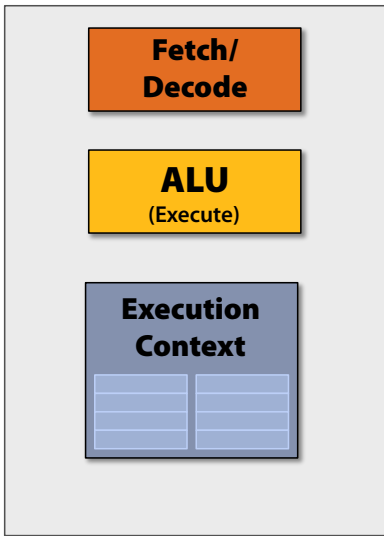 Fetch/
Decode
ALU
(Execute)
Execution
Context